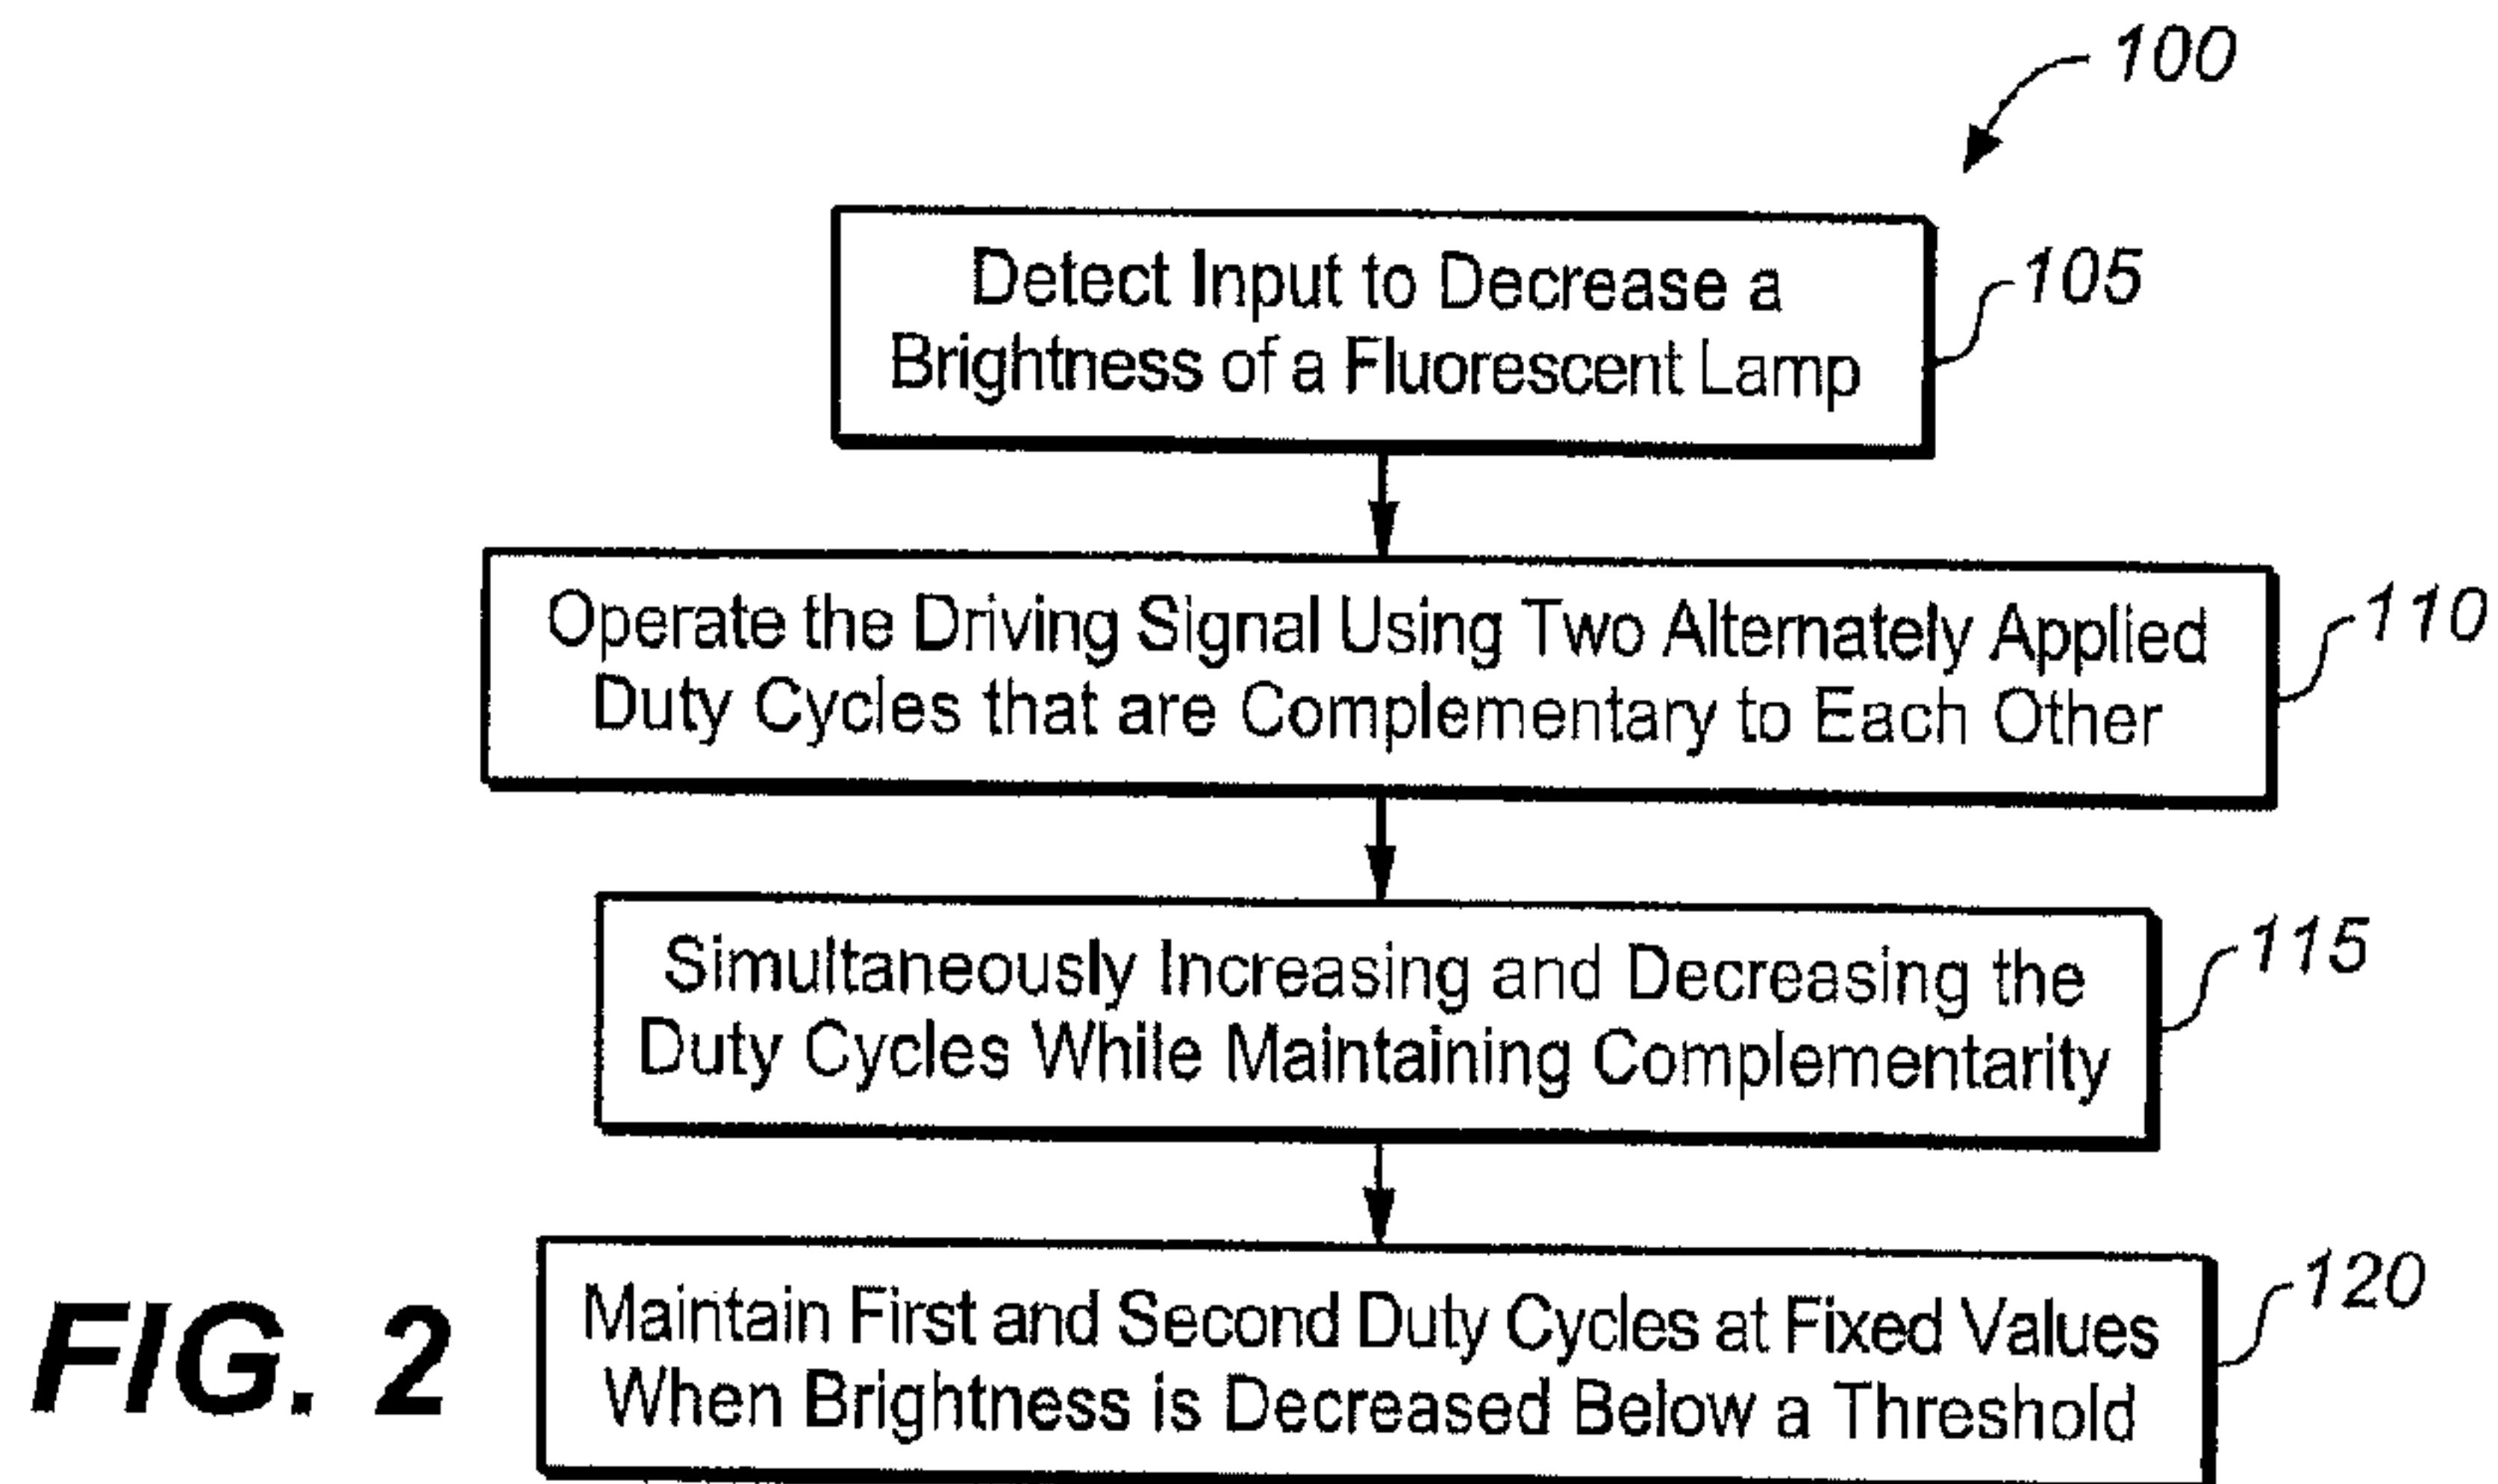 100
Detect Input to Decrease a
Brightness of a Fluorescent Lamp
105
Operate the Driving Signal Using Two Alternately Applied
Duty Cycles that are Complementary to Each Other
110
Simultaneously Increasing and Decreasing the
Duty Cycles While Maintaining Complementarity
115
Maintain First and Second Duty Cycles at Fixed Values
When Brightness is Decreased Below a Threshold
120
FIG. 2